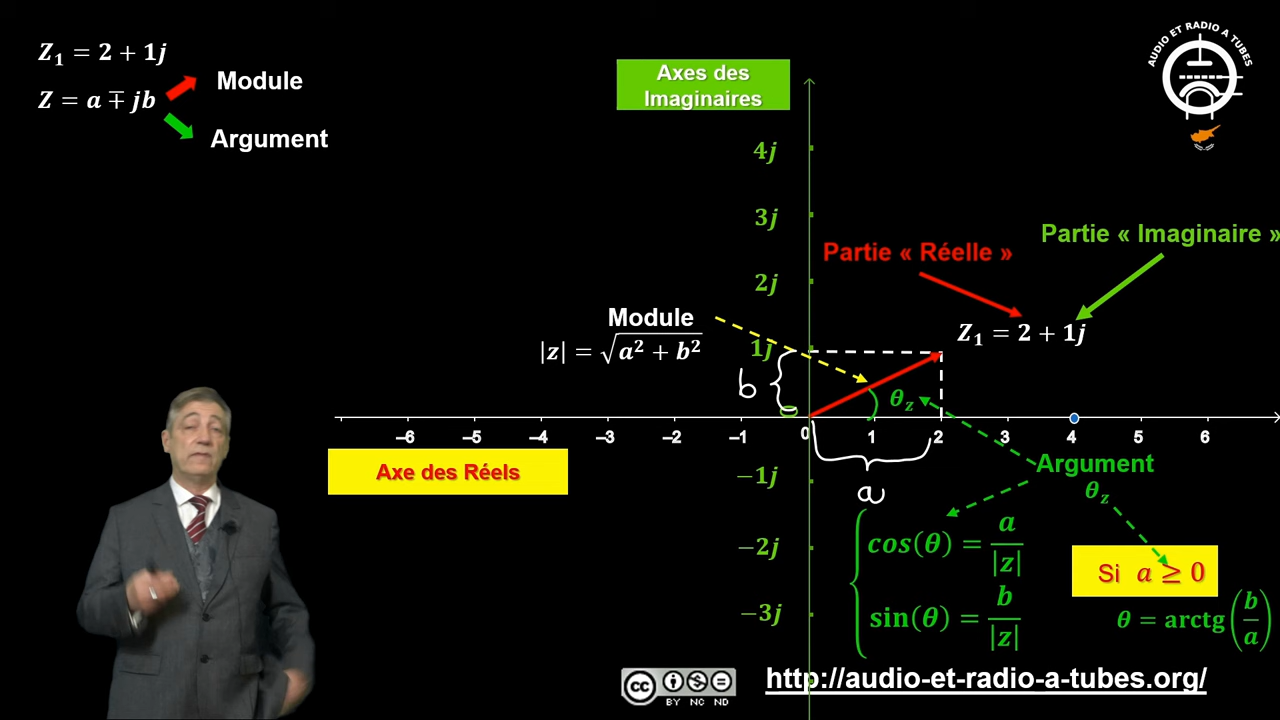 Z₁ = 2 + 1j
Z = a ∓ jb
Module
Argument
Axes des
Imaginaires
AUDIO ET RADIO A TUBES
4j
3j
2j
1j
0
−1j
−2j
−3j
Partie « Réelle »
Partie « Imaginaire »
Z₁ = 2 + 1j
Module
|z| = √(a² + b²)
b
θz
−6 −5 −4 −3 −2 −1 0 1 2 3 4 5 6
Axe des Réels
a
Argument
θz
cos(θ) = a/|z|
sin(θ) = b/|z|
Si a ≥ 0
θ = arctg(b/a)
cc
BY NC ND
http://audio-et-radio-a-tubes.org/